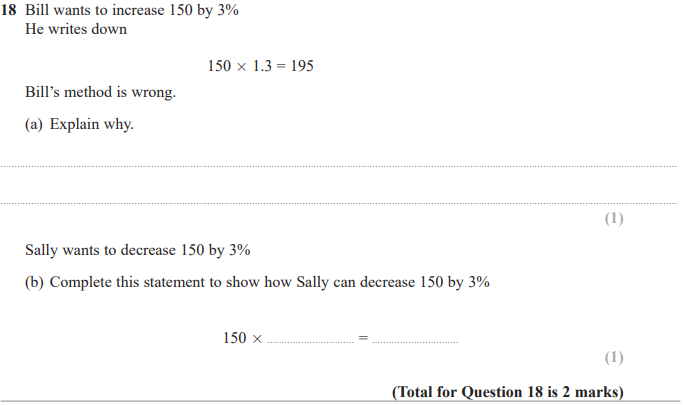 18 Bill wants to increase 150 by 3%
He writes down
150 × 1.3 = 195
Bill’s method is wrong.
(a) Explain why.
(1)
Sally wants to decrease 150 by 3%
(b) Complete this statement to show how Sally can decrease 150 by 3%
150 × .............................. = ..............................
(1)
(Total for Question 18 is 2 marks)